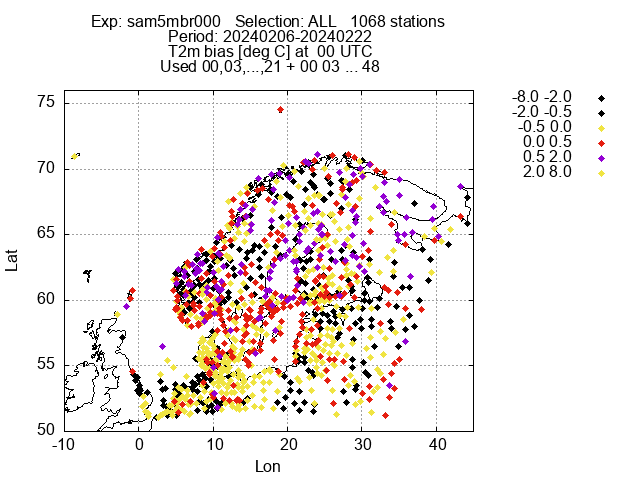 Exp: sam5mbr000   Selection: ALL   1068 stations
Period: 20240206-20240222
T2m bias [deg C] at  00 UTC
Used 00,03,...,21 + 00 03 ... 48
-8.0 -2.0
-2.0 -0.5
-0.5 0.0
0.0 0.5
0.5 2.0
2.0 8.0
75
70
65
60
55
50
Lat
-10 0 10 20 30 40
Lon